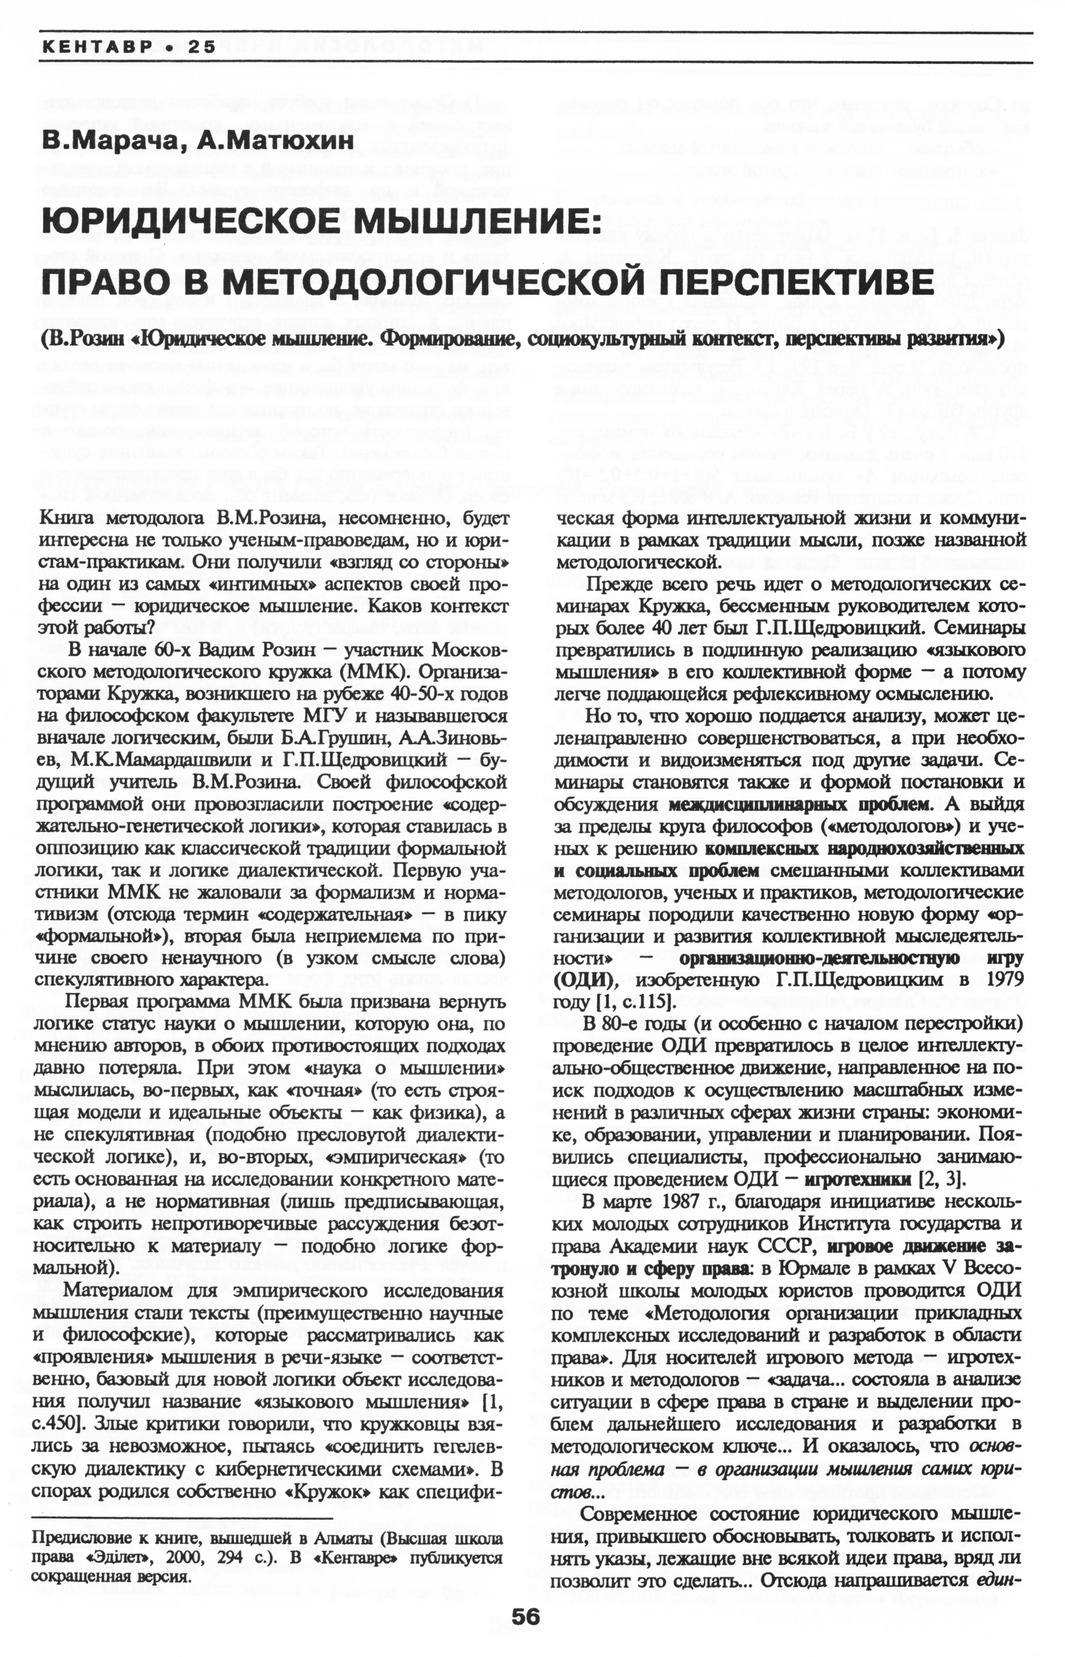 КЕНТАВР • 25
В.Марача, А.Матюхин
ЮРИДИЧЕСКОЕ МЫШЛЕНИЕ:
ПРАВО В МЕТОДОЛОГИЧЕСКОЙ ПЕРСПЕКТИВЕ
(В.Розин «Юридическое мышление. Формирование, социокультурный контекст, перспективы развития»)
Книга методолога В.М.Розина, несомненно, будет
интересна не только ученым-правоведам, но и юри-
стам-практикам. Они получили «взгляд со стороны»
на один из самых «интимных» аспектов своей про-
фессии — юридическое мышление. Каков контекст
этой работы?
В начале 60-х Вадим Розин — участник Москов-
ского методологического кружка (ММК). Организа-
торами Кружка, возникшего на рубеже 40-50-х годов
на философском факультете МГУ и называвшегося
вначале логическим, были Б.А.Грушин, А.А.Зиновь-
ев, М.К.Мамардашвили и Г.П.Щедровицкий — бу-
дущий учитель В.М.Розина. Своей философской
программой они провозгласили построение «содер-
жательно-генетической логики», которая ставилась в
оппозицию как классической традиции формальной
логики, так и логике диалектической. Первую уча-
стники ММК не жаловали за формализм и норма-
тивизм (отсюда термин «содержательная» — в пику
«формальной»), вторая была неприемлема по при-
чине своего ненаучного (в узком смысле слова)
спекулятивного характера.
Первая программа ММК была призвана вернуть
логике статус науки о мышлении, которую она, по
мнению авторов, в обоих противостоящих подходах
давно потеряла. При этом «наука о мышлении»
мыслилась, во-первых, как «точная» (то есть строя-
щая модели и идеальные объекты — как физика), а
не спекулятивная (подобно пресловутой диалекти-
ческой логике), и, во-вторых, «эмпирическая» (то
есть основанная на исследовании конкретного мате-
риала), а не нормативная (лишь предписывающая,
как строить непротиворечивые рассуждения безот-
носительно к материалу — подобно логике фор-
мальной).
Материалом для эмпирического исследования
мышления стали тексты (преимущественно научные
и философские), которые рассматривались как
«проявления» мышления в речи-языке — соответст-
венно, базовый для новой логики объект исследова-
ния получил название «языкового мышления» [1,
с.450]. Злые критики говорили, что кружковцы взя-
лись за невозможное, пытаясь «соединить гегелев-
скую диалектику с кибернетическими схемами». В
спорах родился собственно «Кружок» как специфи-
Предисловие к книге, вышедшей в Алматы (Высшая школа
права «Эділет», 2000, 294 с.). В «Кентавре» публикуется
сокращенная версия.
ческая форма интеллектуальной жизни и коммуни-
кации в рамках традиции мысли, позже названной
методологической.
Прежде всего речь идет о методологических се-
минарах Кружка, бессменным руководителем кото-
рых более 40 лет был Г.П.Щедровицкий. Семинары
превратились в подлинную реализацию «языкового
мышления» в его коллективной форме — а потому
легче поддающейся рефлексивному осмыслению.
Но то, что хорошо поддается анализу, может це-
ленаправленно совершенствоваться, а при необхо-
димости и видоизменяться под другие задачи. Се-
минары становятся также и формой постановки и
обсуждения междисциплинарных проблем. А выйдя
за пределы круга философов («методологов») и уче-
ных к решению комплексных народнохозяйственных
и социальных проблем смешанными коллективами
методологов, ученых и практиков, методологические
семинары породили качественно новую форму «ор-
ганизации и развития коллективной мыследеятель-
ности» — организационно-деятельностную игру
(ОДИ), изобретенную Г.П.Щедровицким в 1979
году [1, с.115].
В 80-е годы (и особенно с началом перестройки)
проведение ОДИ превратилось в целое интеллекту-
ально-общественное движение, направленное на по-
иск подходов к осуществлению масштабных изме-
нений в различных сферах жизни страны: экономи-
ке, образовании, управлении и планировании. Поя-
вились специалисты, профессионально занимаю-
щиеся проведением ОДИ — игротехники [2, 3].
В марте 1987 г., благодаря инициативе несколь-
ких молодых сотрудников Института государства и
права Академии наук СССР, игровое движение за-
тронуло и сферу права: в Юрмале в рамках V Всесо-
юзной школы молодых юристов проводится ОДИ
по теме «Методология организации прикладных
комплексных исследований и разработок в области
права». Для носителей игрового метода — игротех-
ников и методологов — «задача... состояла в анализе
ситуации в сфере права в стране и выделении про-
блем дальнейшего исследования и разработки в
методологическом ключе... И оказалось, что основ-
ная проблема — в организации мышления самих юри-
стов...
Современное состояние юридического мышле-
ния, привыкшего обосновывать, толковать и испол-
нять указы, лежащие вне всякой идеи права, вряд ли
позволит это сделать... Отсюда напрашивается един-
56